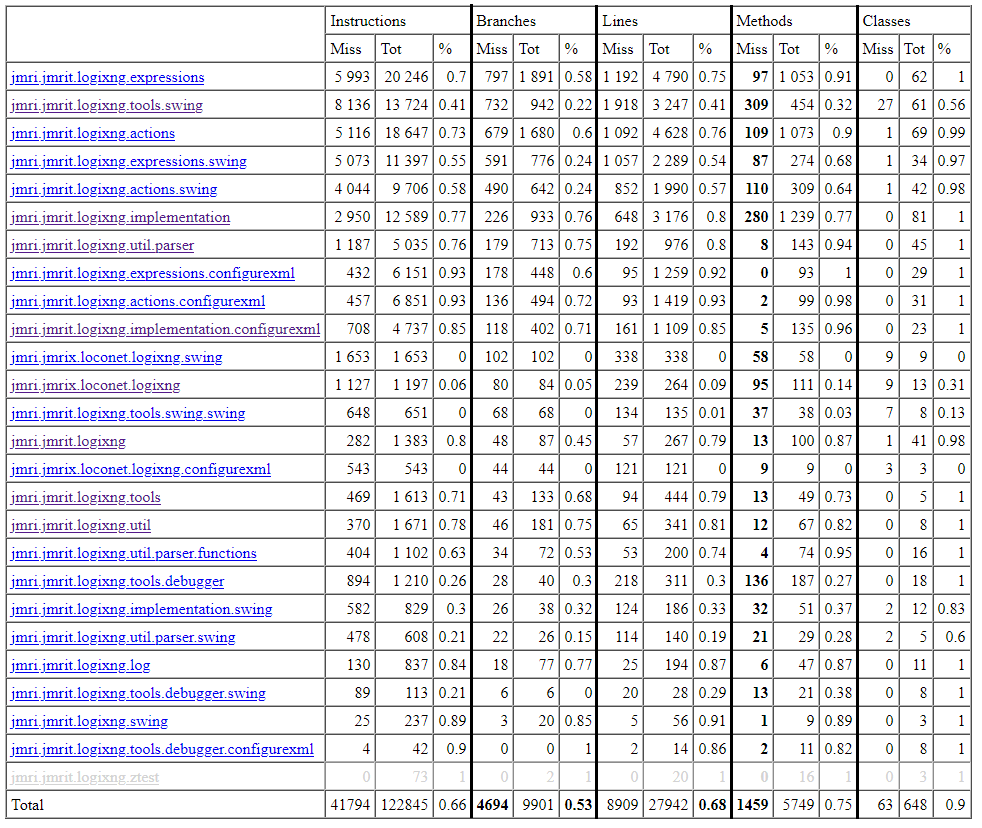 Instructions Branches Lines Methods Classes
Miss Tot % Miss Tot % Miss Tot % Miss Tot % Miss Tot %
jmri.jmrit.logixng.expressions 5 993 20 246 0.7 797 1 891 0.58 1 192 4 790 0.75 97 1 053 0.91 0 62 1
jmri.jmrit.logixng.tools.swing 8 136 13 724 0.41 732 942 0.22 1 918 3 247 0.41 309 454 0.32 27 61 0.56
jmri.jmrit.logixng.actions 5 116 18 647 0.73 679 1 680 0.6 1 092 4 628 0.76 109 1 073 0.9 1 69 0.99
jmri.jmrit.logixng.expressions.swing 5 073 11 397 0.55 591 776 0.24 1 057 2 289 0.54 87 274 0.68 1 34 0.97
jmri.jmrit.logixng.actions.swing 4 044 9 706 0.58 490 642 0.24 852 1 990 0.57 110 309 0.64 1 42 0.98
jmri.jmrit.logixng.implementation 2 950 12 589 0.77 226 933 0.76 648 3 176 0.8 280 1 239 0.77 0 81 1
jmri.jmrit.logixng.util.parser 1 187 5 035 0.76 179 713 0.75 192 976 0.8 8 143 0.94 0 45 1
jmri.jmrit.logixng.expressions.configurexml 432 6 151 0.93 178 448 0.6 95 1 259 0.92 0 93 1 0 29 1
jmri.jmrit.logixng.actions.configurexml 457 6 851 0.93 136 494 0.72 93 1 419 0.93 2 99 0.98 0 31 1
jmri.jmrit.logixng.implementation.configurexml 708 4 737 0.85 118 402 0.71 161 1 109 0.85 5 135 0.96 0 23 1
jmri.jmrix.loconet.logixng.swing 1 653 1 653 0 102 102 0 338 338 0 58 58 0 9 9 0
jmri.jmrix.loconet.logixng 1 127 1 197 0.06 80 84 0.05 239 264 0.09 95 111 0.14 9 13 0.31
jmri.jmrit.logixng.tools.swing.swing 648 651 0 68 68 0 134 135 0.01 37 38 0.03 7 8 0.13
jmri.jmrit.logixng 282 1 383 0.8 48 87 0.45 57 267 0.79 13 100 0.87 1 41 0.98
jmri.jmrix.loconet.logixng.configurexml 543 543 0 44 44 0 121 121 0 9 9 0 3 3 0
jmri.jmrit.logixng.tools 469 1 613 0.71 43 133 0.68 94 444 0.79 13 49 0.73 0 5 1
jmri.jmrit.logixng.util 370 1 671 0.78 46 181 0.75 65 341 0.81 12 67 0.82 0 8 1
jmri.jmrit.logixng.util.parser.functions 404 1 102 0.63 34 72 0.53 53 200 0.74 4 74 0.95 0 16 1
jmri.jmrit.logixng.tools.debugger 894 1 210 0.26 28 40 0.3 218 311 0.3 136 187 0.27 0 18 1
jmri.jmrit.logixng.implementation.swing 582 829 0.3 26 38 0.32 124 186 0.33 32 51 0.37 2 12 0.83
jmri.jmrit.logixng.util.parser.swing 478 608 0.21 22 26 0.15 114 140 0.19 21 29 0.28 2 5 0.6
jmri.jmrit.logixng.log 130 837 0.84 18 77 0.77 25 194 0.87 6 47 0.87 0 11 1
jmri.jmrit.logixng.tools.debugger.swing 89 113 0.21 6 6 0 20 28 0.29 13 21 0.38 0 8 1
jmri.jmrit.logixng.swing 25 237 0.89 3 20 0.85 5 56 0.91 1 9 0.89 0 3 1
jmri.jmrit.logixng.tools.debugger.configurexml 4 42 0.9 0 0 1 2 14 0.86 2 11 0.82 0 8 1
jmri.jmrit.logixng.ztest 0 73 1 0 2 1 0 20 1 0 16 1 0 3 1
Total 41794 122845 0.66 4694 9901 0.53 8909 27942 0.68 1459 5749 0.75 63 648 0.9